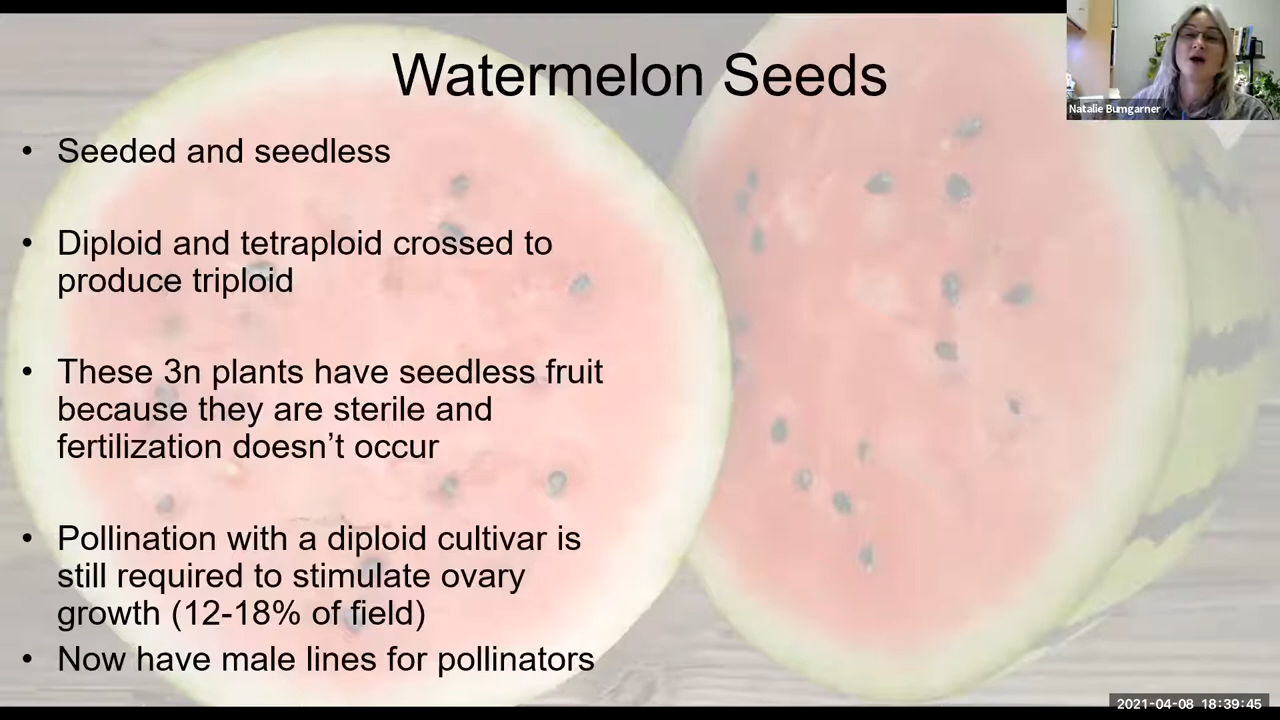 Watermelon Seeds
Natalie Bumgarner
• Seeded and seedless
• Diploid and tetraploid crossed to
produce triploid
• These 3n plants have seedless fruit
because they are sterile and
fertilization doesn’t occur
• Pollination with a diploid cultivar is
still required to stimulate ovary
growth (12-18% of field)
• Now have male lines for pollinators
2021-04-08 18:39:45